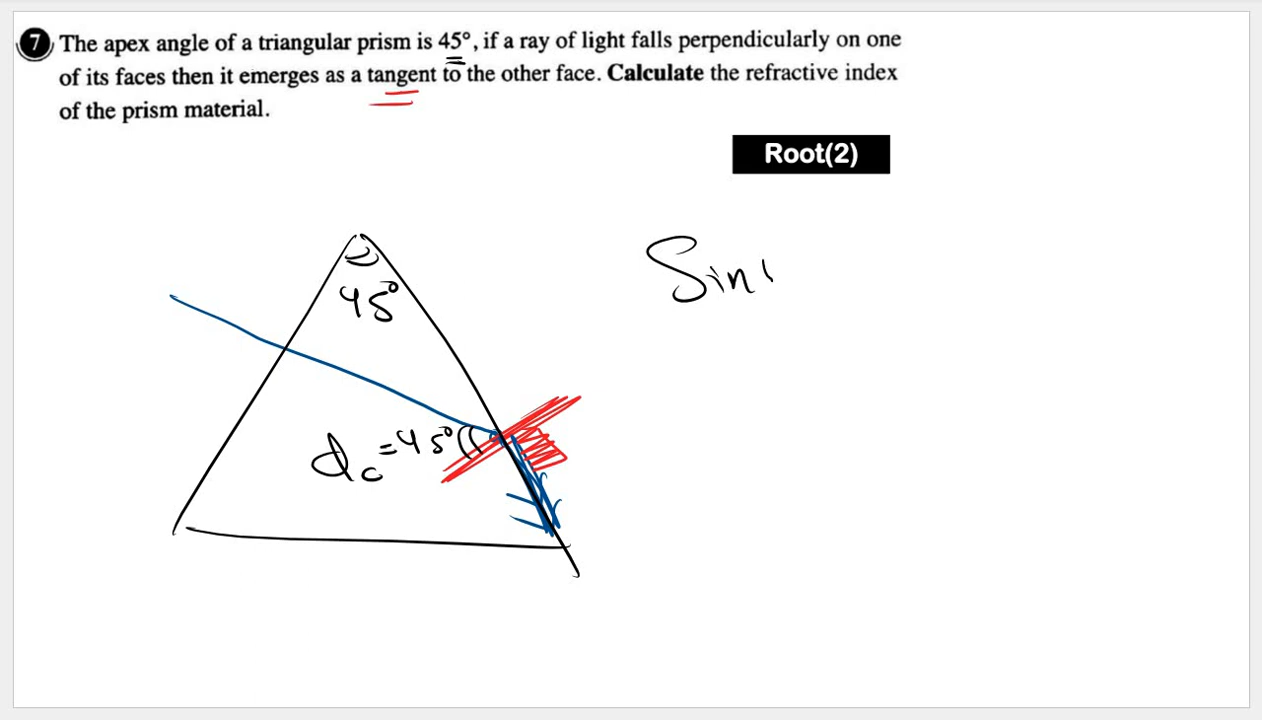 7 The apex angle of a triangular prism is 45°, if a ray of light falls perpendicularly on one
of its faces then it emerges as a tangent to the other face. Calculate the refractive index
of the prism material.
Root(2)
Sin
45°
=45°